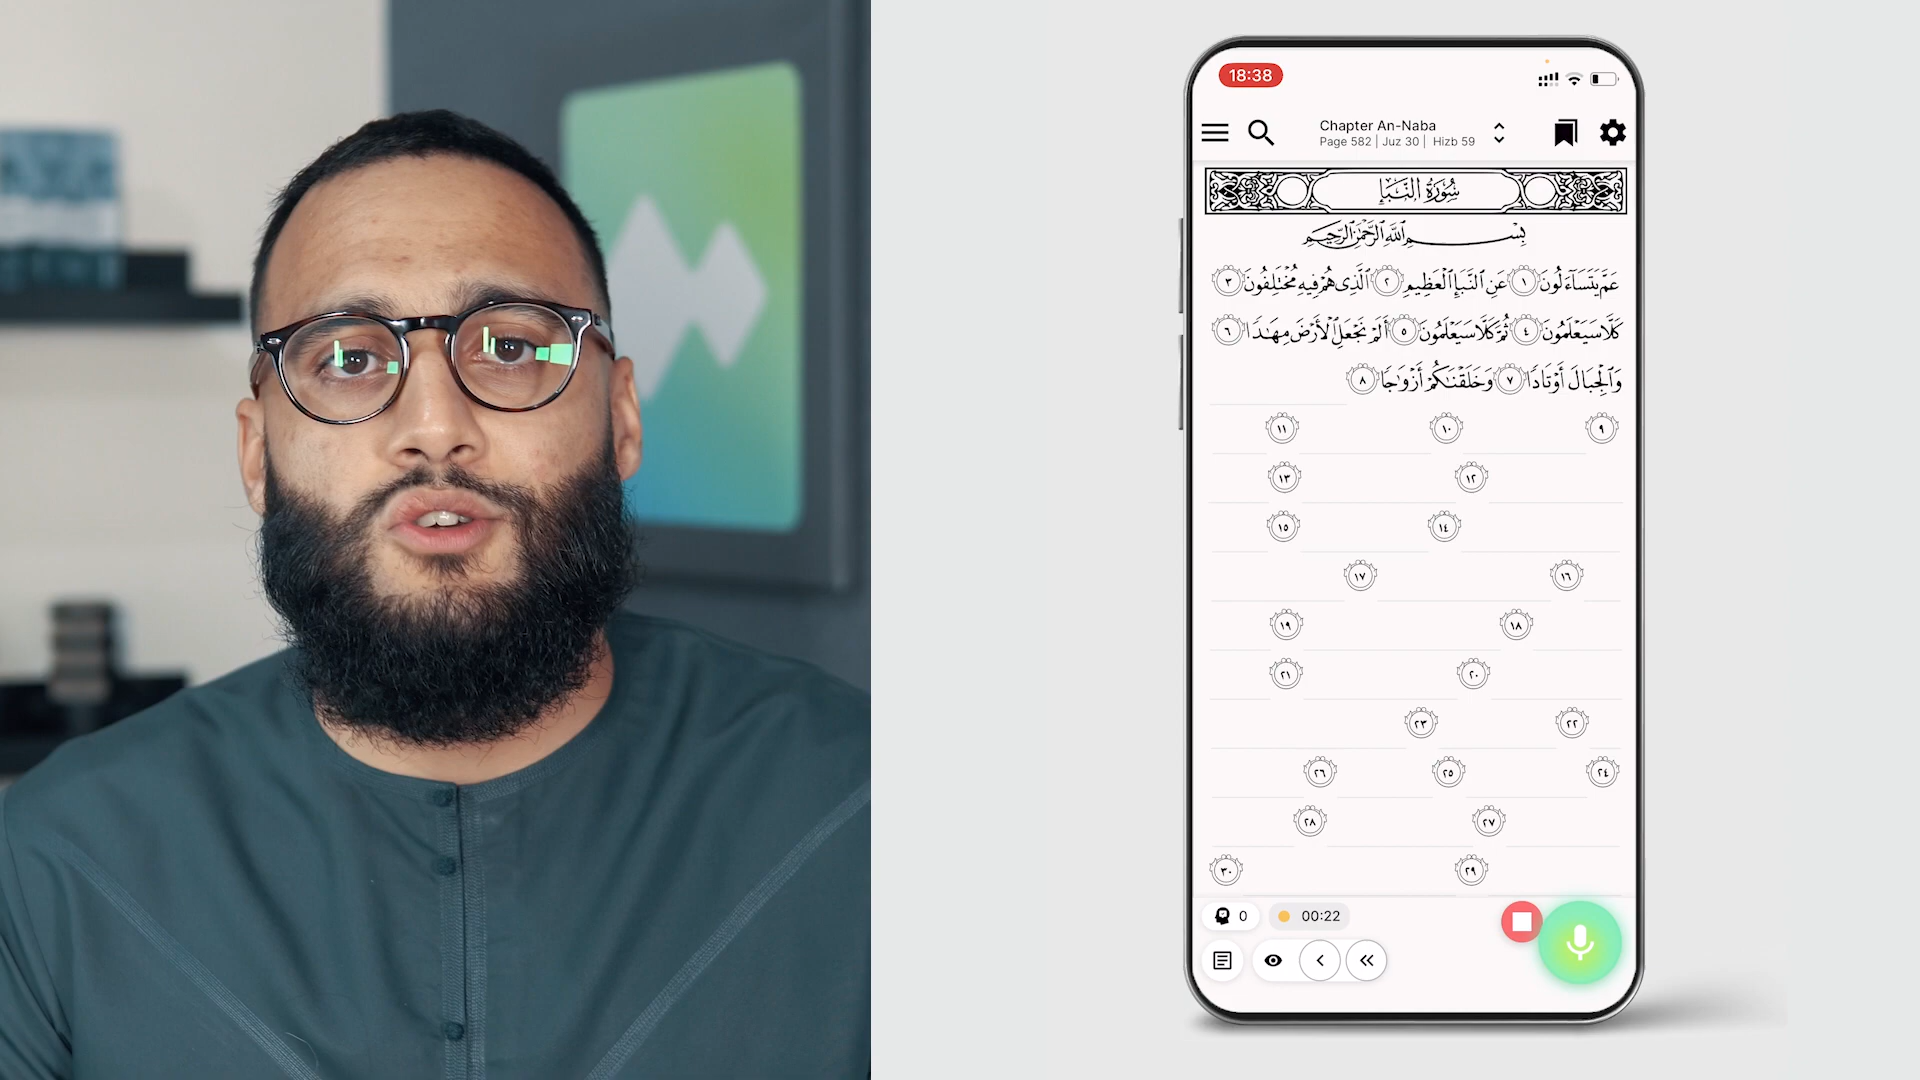 18:38
Chapter An-Naba
Page 582 | Juz 30 | Hizb 59
سُورَةُ النَّبَإِ
بِسْمِ اللَّهِ الرَّحْمَٰنِ الرَّحِيمِ
عَمَّ يَتَسَآءَلُونَ ١ عَنِ ٱلنَّبَإِ ٱلْعَظِيمِ ٢ ٱلَّذِى هُمْ فِيهِ مُخْتَلِفُونَ ٣
كَلَّا سَيَعْلَمُونَ ٤ ثُمَّ كَلَّا سَيَعْلَمُونَ ٥ أَلَمْ نَجْعَلِ ٱلْأَرْضَ مِهَٰدًا ٦
وَٱلْجِبَالَ أَوْتَادًا ٧ وَخَلَقْنَٰكُمْ أَزْوَٰجًا ٨
٩ ١٠ ١١
١٢ ١٣
١٤ ١٥
١٦ ١٧
١٨ ١٩
٢٠ ٢١
٢٢ ٢٣
٢٤ ٢٥ ٢٦
٢٧ ٢٨
٢٩ ٣٠
0 00:22